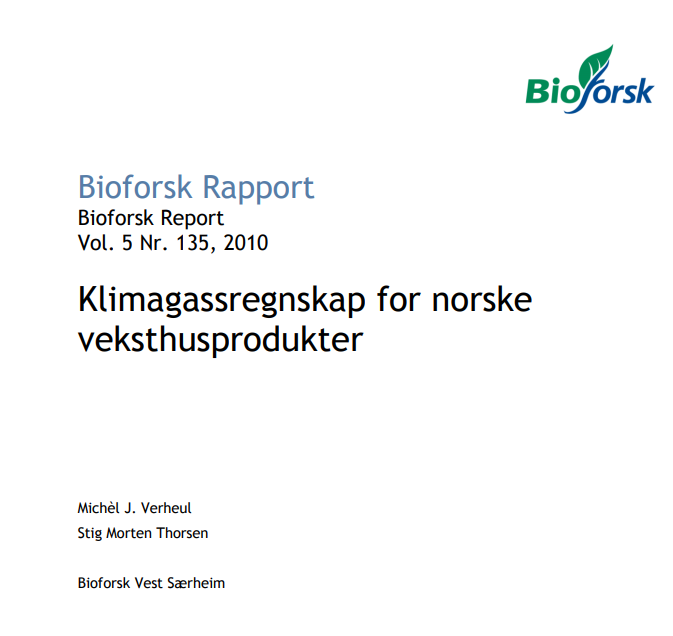 Bioforsk
Bioforsk Rapport
Bioforsk Report
Vol. 5 Nr. 135, 2010
Klimagassregnskap for norske
veksthusprodukter
Michèl J. Verheul
Stig Morten Thorsen
Bioforsk Vest Særheim